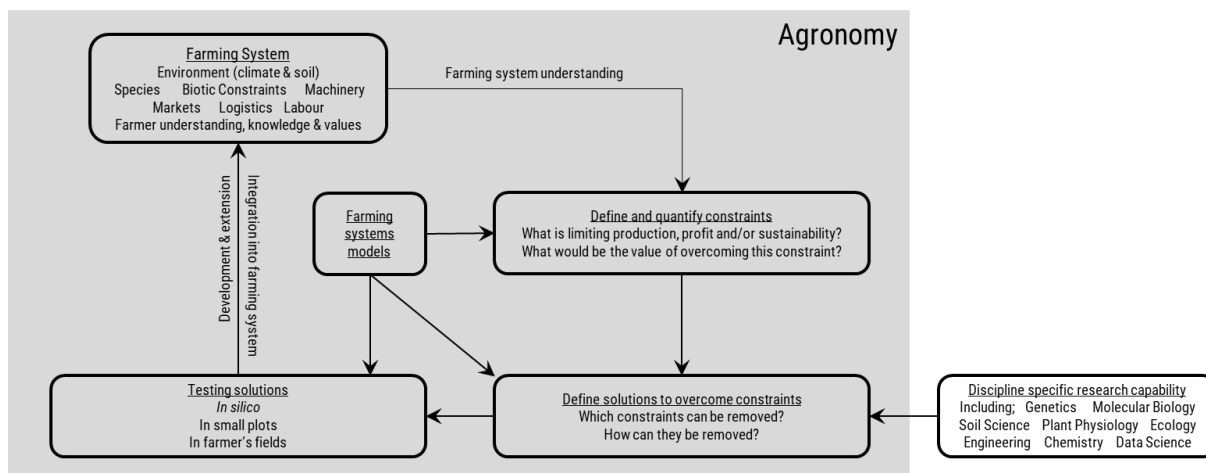 Agronomy
Farming System
Environment (climate & soil)
Species Biotic Constraints Machinery
Markets Logistics Labour
Farmer understanding, knowledge & values
Farming system understanding
Development & extension
Integration into farming system
Farming
systems
models
Define and quantify constraints
What is limiting production, profit and/or sustainability?
What would be the value of overcoming this constraint?
Testing solutions
In silico
In small plots
In farmer's fields
Define solutions to overcome constraints
Which constraints can be removed?
How can they be removed?
Discipline specific research capability
Including; Genetics Molecular Biology
Soil Science Plant Physiology Ecology
Engineering Chemistry Data Science